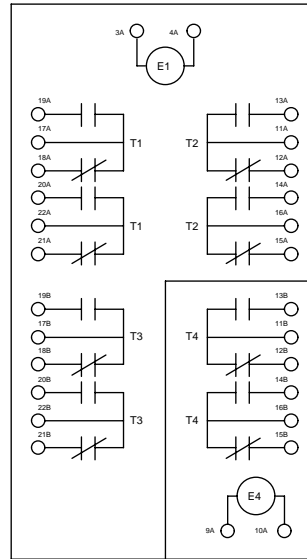 3A 4A
E1
19A 13A
17A 11A
T1 T2
18A 12A
20A 14A
22A 16A
T1 T2
21A 15A
19B 13B
17B 11B
T3 T4
18B 12B
20B 14B
22B 16B
T3 T4
21B 15B
E4
9A 10A